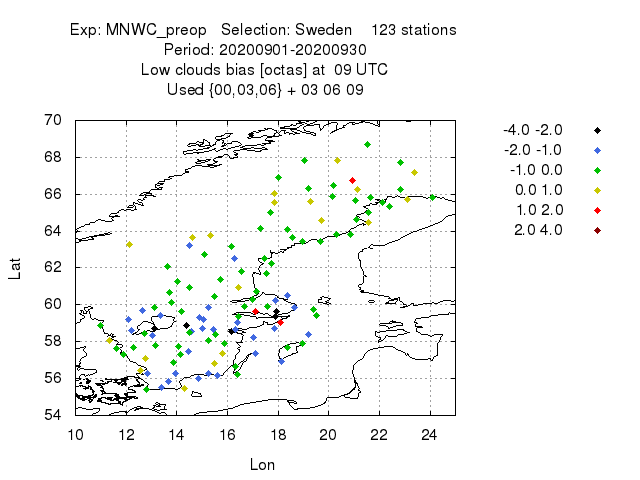 Exp: MNWC_preop   Selection: Sweden    123 stations
Period: 20200901-20200930
Low clouds bias [octas] at  09 UTC
Used {00,03,06} + 03 06 09
70
68
66
64
62
60
58
56
54
Lat
10 12 14 16 18 20 22 24
Lon
-4.0 -2.0
-2.0 -1.0
-1.0 0.0
0.0 1.0
1.0 2.0
2.0 4.0